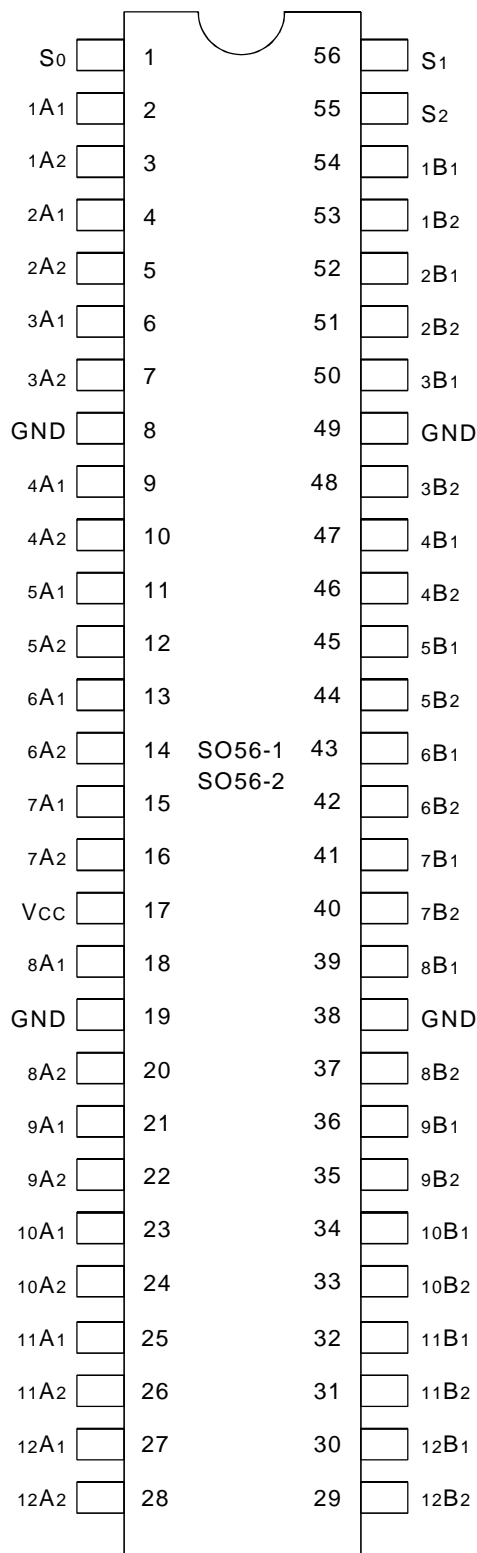 S0 1 56 S1
1A1 2 55 S2
1A2 3 54 1B1
2A1 4 53 1B2
2A2 5 52 2B1
3A1 6 51 2B2
3A2 7 50 3B1
GND 8 49 GND
4A1 9 48 3B2
4A2 10 47 4B1
5A1 11 46 4B2
5A2 12 45 5B1
6A1 13 44 5B2
6A2 14 SO56-1 43 6B1
SO56-2
7A1 15 42 6B2
7A2 16 41 7B1
VCC 17 40 7B2
8A1 18 39 8B1
GND 19 38 GND
8A2 20 37 8B2
9A1 21 36 9B1
9A2 22 35 9B2
10A1 23 34 10B1
10A2 24 33 10B2
11A1 25 32 11B1
11A2 26 31 11B2
12A1 27 30 12B1
12A2 28 29 12B2